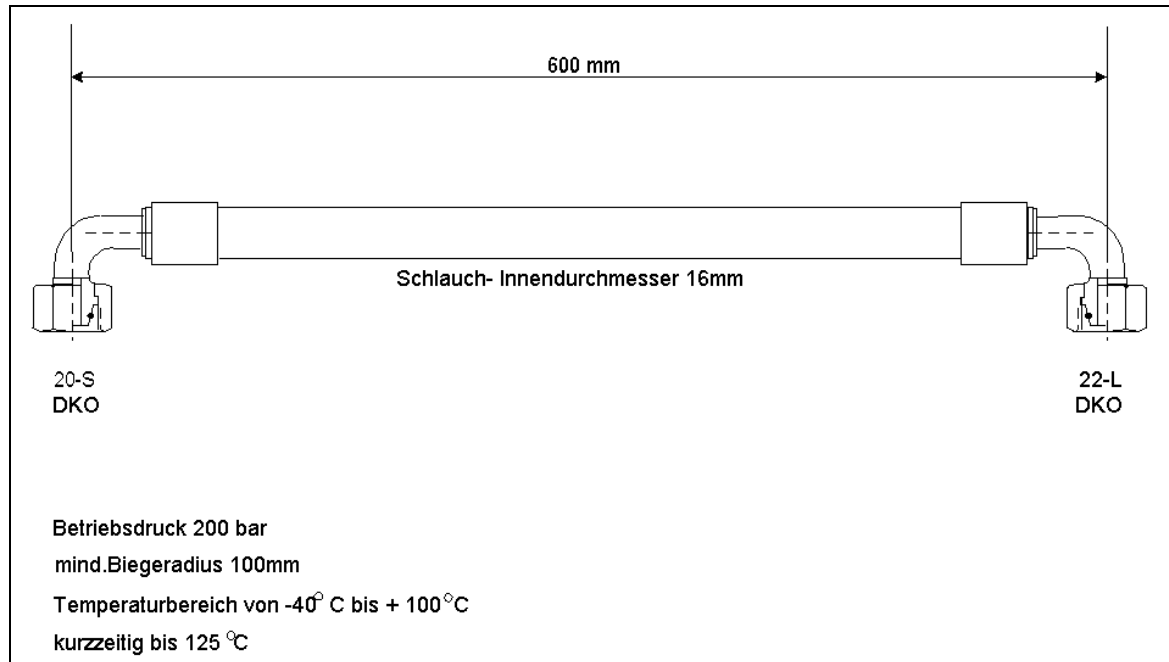 600 mm
Schlauch- Innendurchmesser 16mm
20-S
DKO
22-L
DKO
Betriebsdruck 200 bar
mind.Biegeradius 100mm
Temperaturbereich von -40° C bis + 100°C
kurzzeitig bis 125 °C